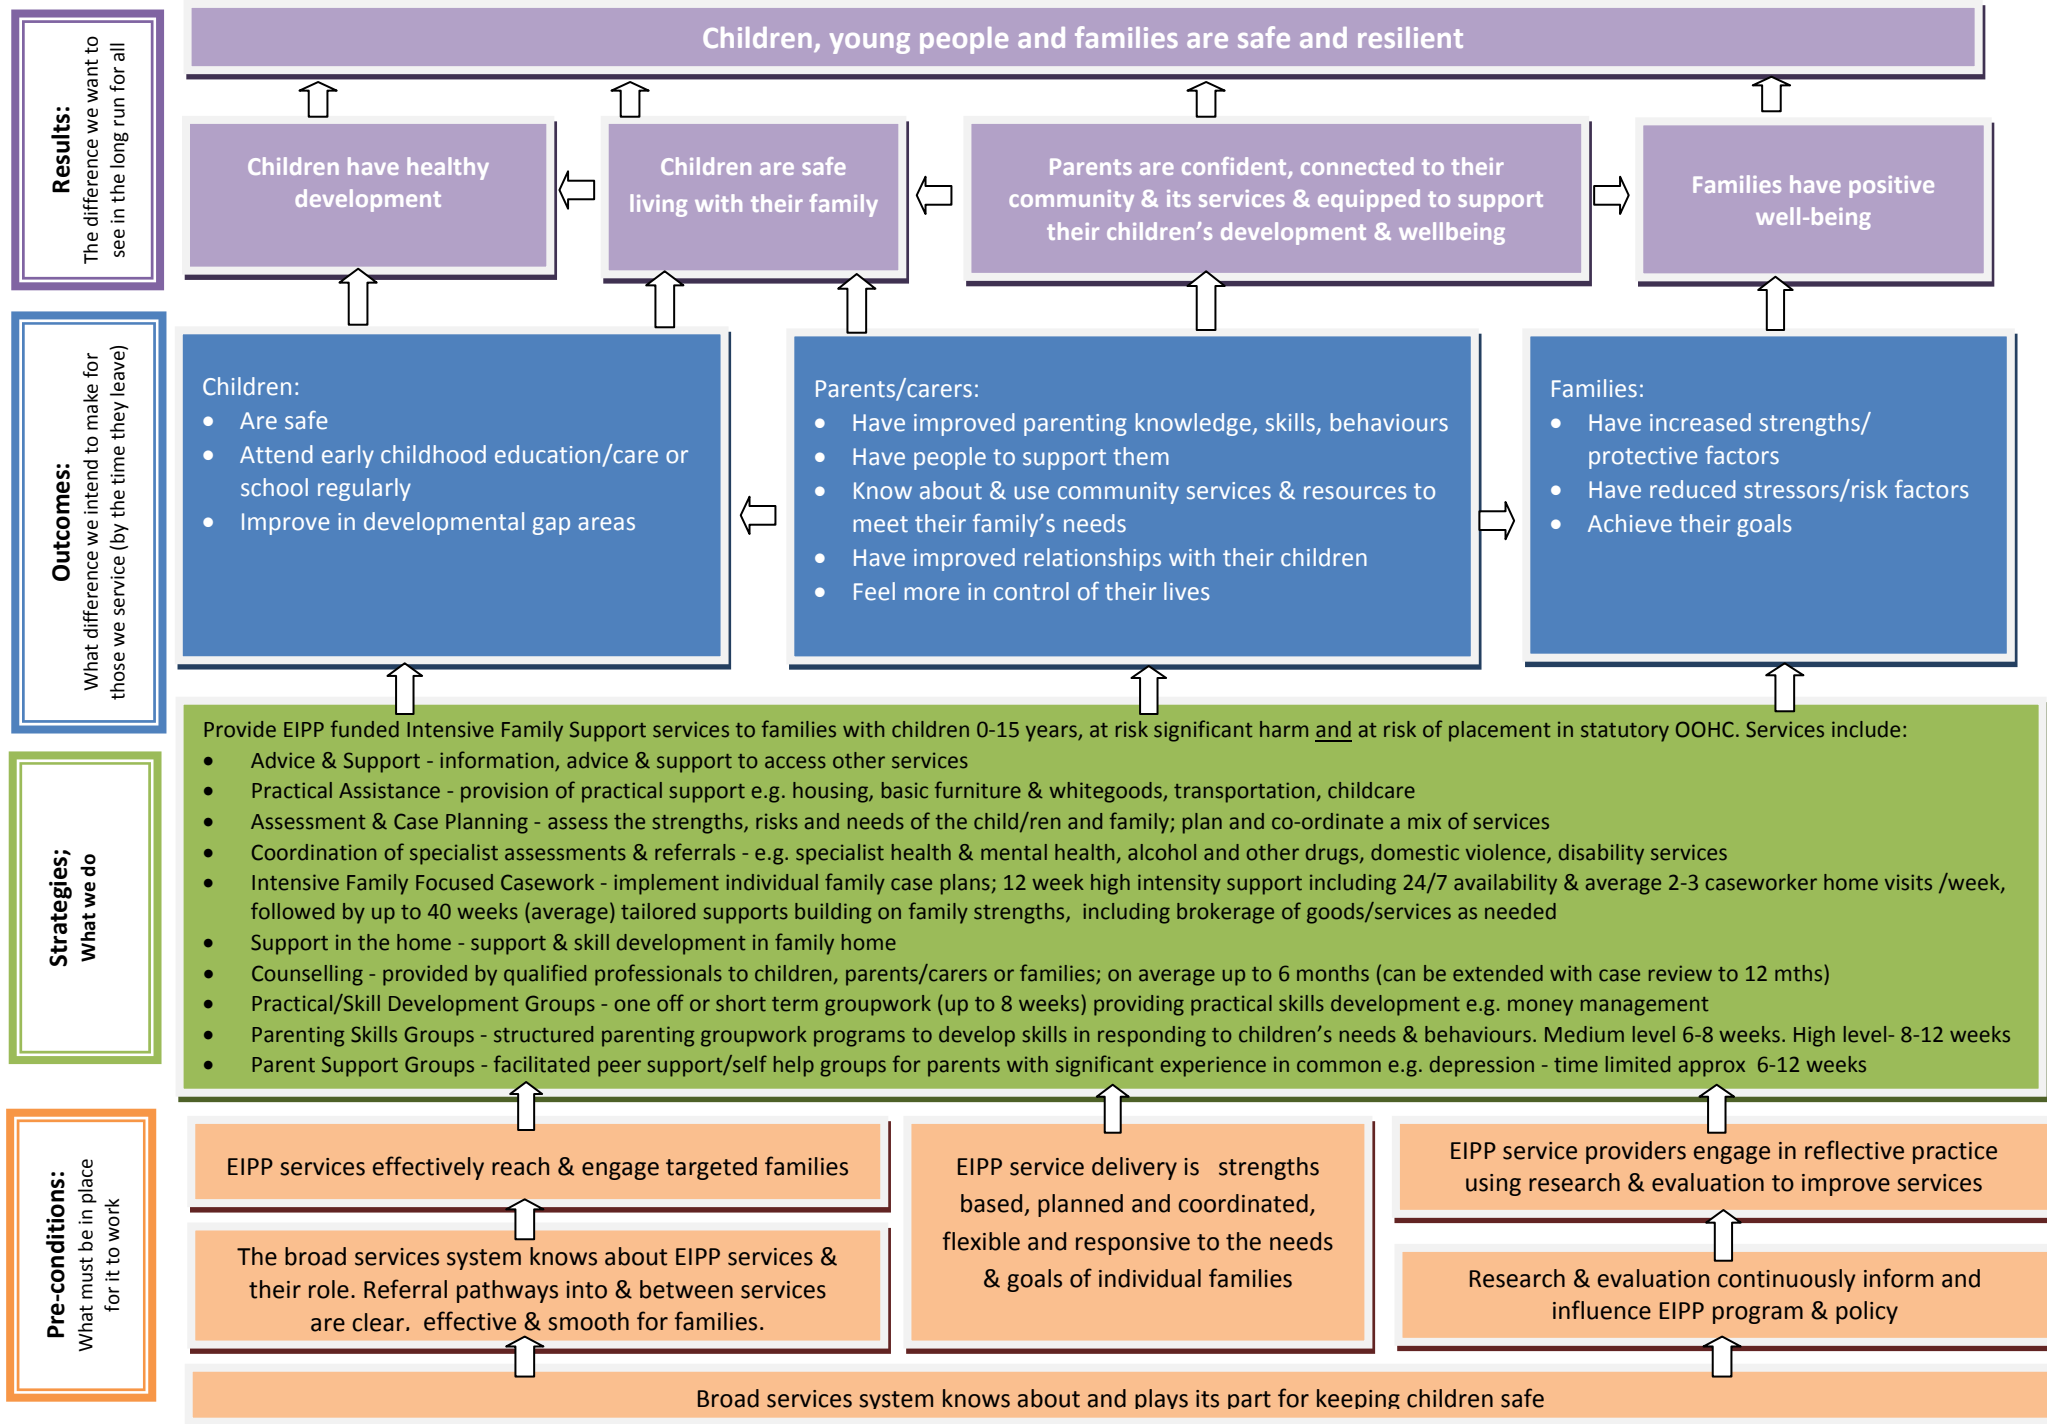 Results:
The difference we want to
see in the long run for all
Children, young people and families are safe and resilient
Children have healthy
development
Children are safe
living with their family
Parents are confident, connected to their
community & its services & equipped to support
their children’s development & wellbeing
Families have positive
well-being
Outcomes:
What difference we intend to make for
those we service (by the time they leave)
Children:
• Are safe
• Attend early childhood education/care or
school regularly
• Improve in developmental gap areas
Parents/carers:
• Have improved parenting knowledge, skills, behaviours
• Have people to support them
• Know about & use community services & resources to
meet their family’s needs
• Have improved relationships with their children
• Feel more in control of their lives
Families:
• Have increased strengths/
protective factors
• Have reduced stressors/risk factors
• Achieve their goals
Strategies;
What we do
Provide EIPP funded Intensive Family Support services to families with children 0-15 years, at risk significant harm and at risk of placement in statutory OOHC. Services include:
• Advice & Support - information, advice & support to access other services
• Practical Assistance - provision of practical support e.g. housing, basic furniture & whitegoods, transportation, childcare
• Assessment & Case Planning - assess the strengths, risks and needs of the child/ren and family; plan and co-ordinate a mix of services
• Coordination of specialist assessments & referrals - e.g. specialist health & mental health, alcohol and other drugs, domestic violence, disability services
• Intensive Family Focused Casework - implement individual family case plans; 12 week high intensity support including 24/7 availability & average 2-3 caseworker home visits /week,
followed by up to 40 weeks (average) tailored supports building on family strengths, including brokerage of goods/services as needed
• Support in the home - support & skill development in family home
• Counselling - provided by qualified professionals to children, parents/carers or families; on average up to 6 months (can be extended with case review to 12 mths)
• Practical/Skill Development Groups - one off or short term groupwork (up to 8 weeks) providing practical skills development e.g. money management
• Parenting Skills Groups - structured parenting groupwork programs to develop skills in responding to children’s needs & behaviours. Medium level 6-8 weeks. High level- 8-12 weeks
• Parent Support Groups - facilitated peer support/self help groups for parents with significant experience in common e.g. depression - time limited approx 6-12 weeks
Pre-conditions:
What must be in place
for it to work
EIPP services effectively reach & engage targeted families
The broad services system knows about EIPP services &
their role. Referral pathways into & between services
are clear, effective & smooth for families.
EIPP service delivery is strengths
based, planned and coordinated,
flexible and responsive to the needs
& goals of individual families
EIPP service providers engage in reflective practice
using research & evaluation to improve services
Research & evaluation continuously inform and
influence EIPP program & policy
Broad services system knows about and plays its part for keeping children safe